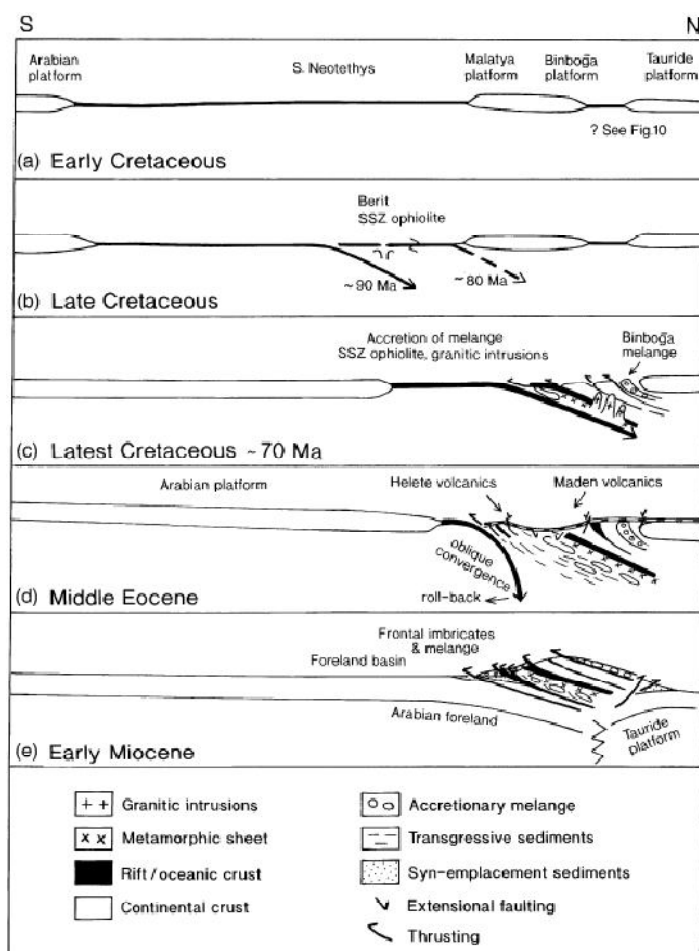 S
N
Arabian
platform
S. Neotethys
Malatya
platform
Binboğa
platform
Tauride
platform
? See Fig.10
(a) Early Cretaceous
Berit
SSZ ophiolite
~90 Ma
~80 Ma
(b) Late Cretaceous
Accretion of melange
SSZ ophiolite, granitic intrusions
Binboğa
melange
(c) Latest Cretaceous ~70 Ma
Arabian platform
Helete volcanics
Maden volcanics
oblique
convergence
roll-back
(d) Middle Eocene
Frontal imbricates
& melange
Foreland basin
Arabian foreland
Tauride
platform
(e) Early Miocene
+ + Granitic intrusions
x x Metamorphic sheet
Rift/oceanic crust
Continental crust
Accretionary melange
Transgressive sediments
Syn-emplacement sediments
Extensional faulting
Thrusting